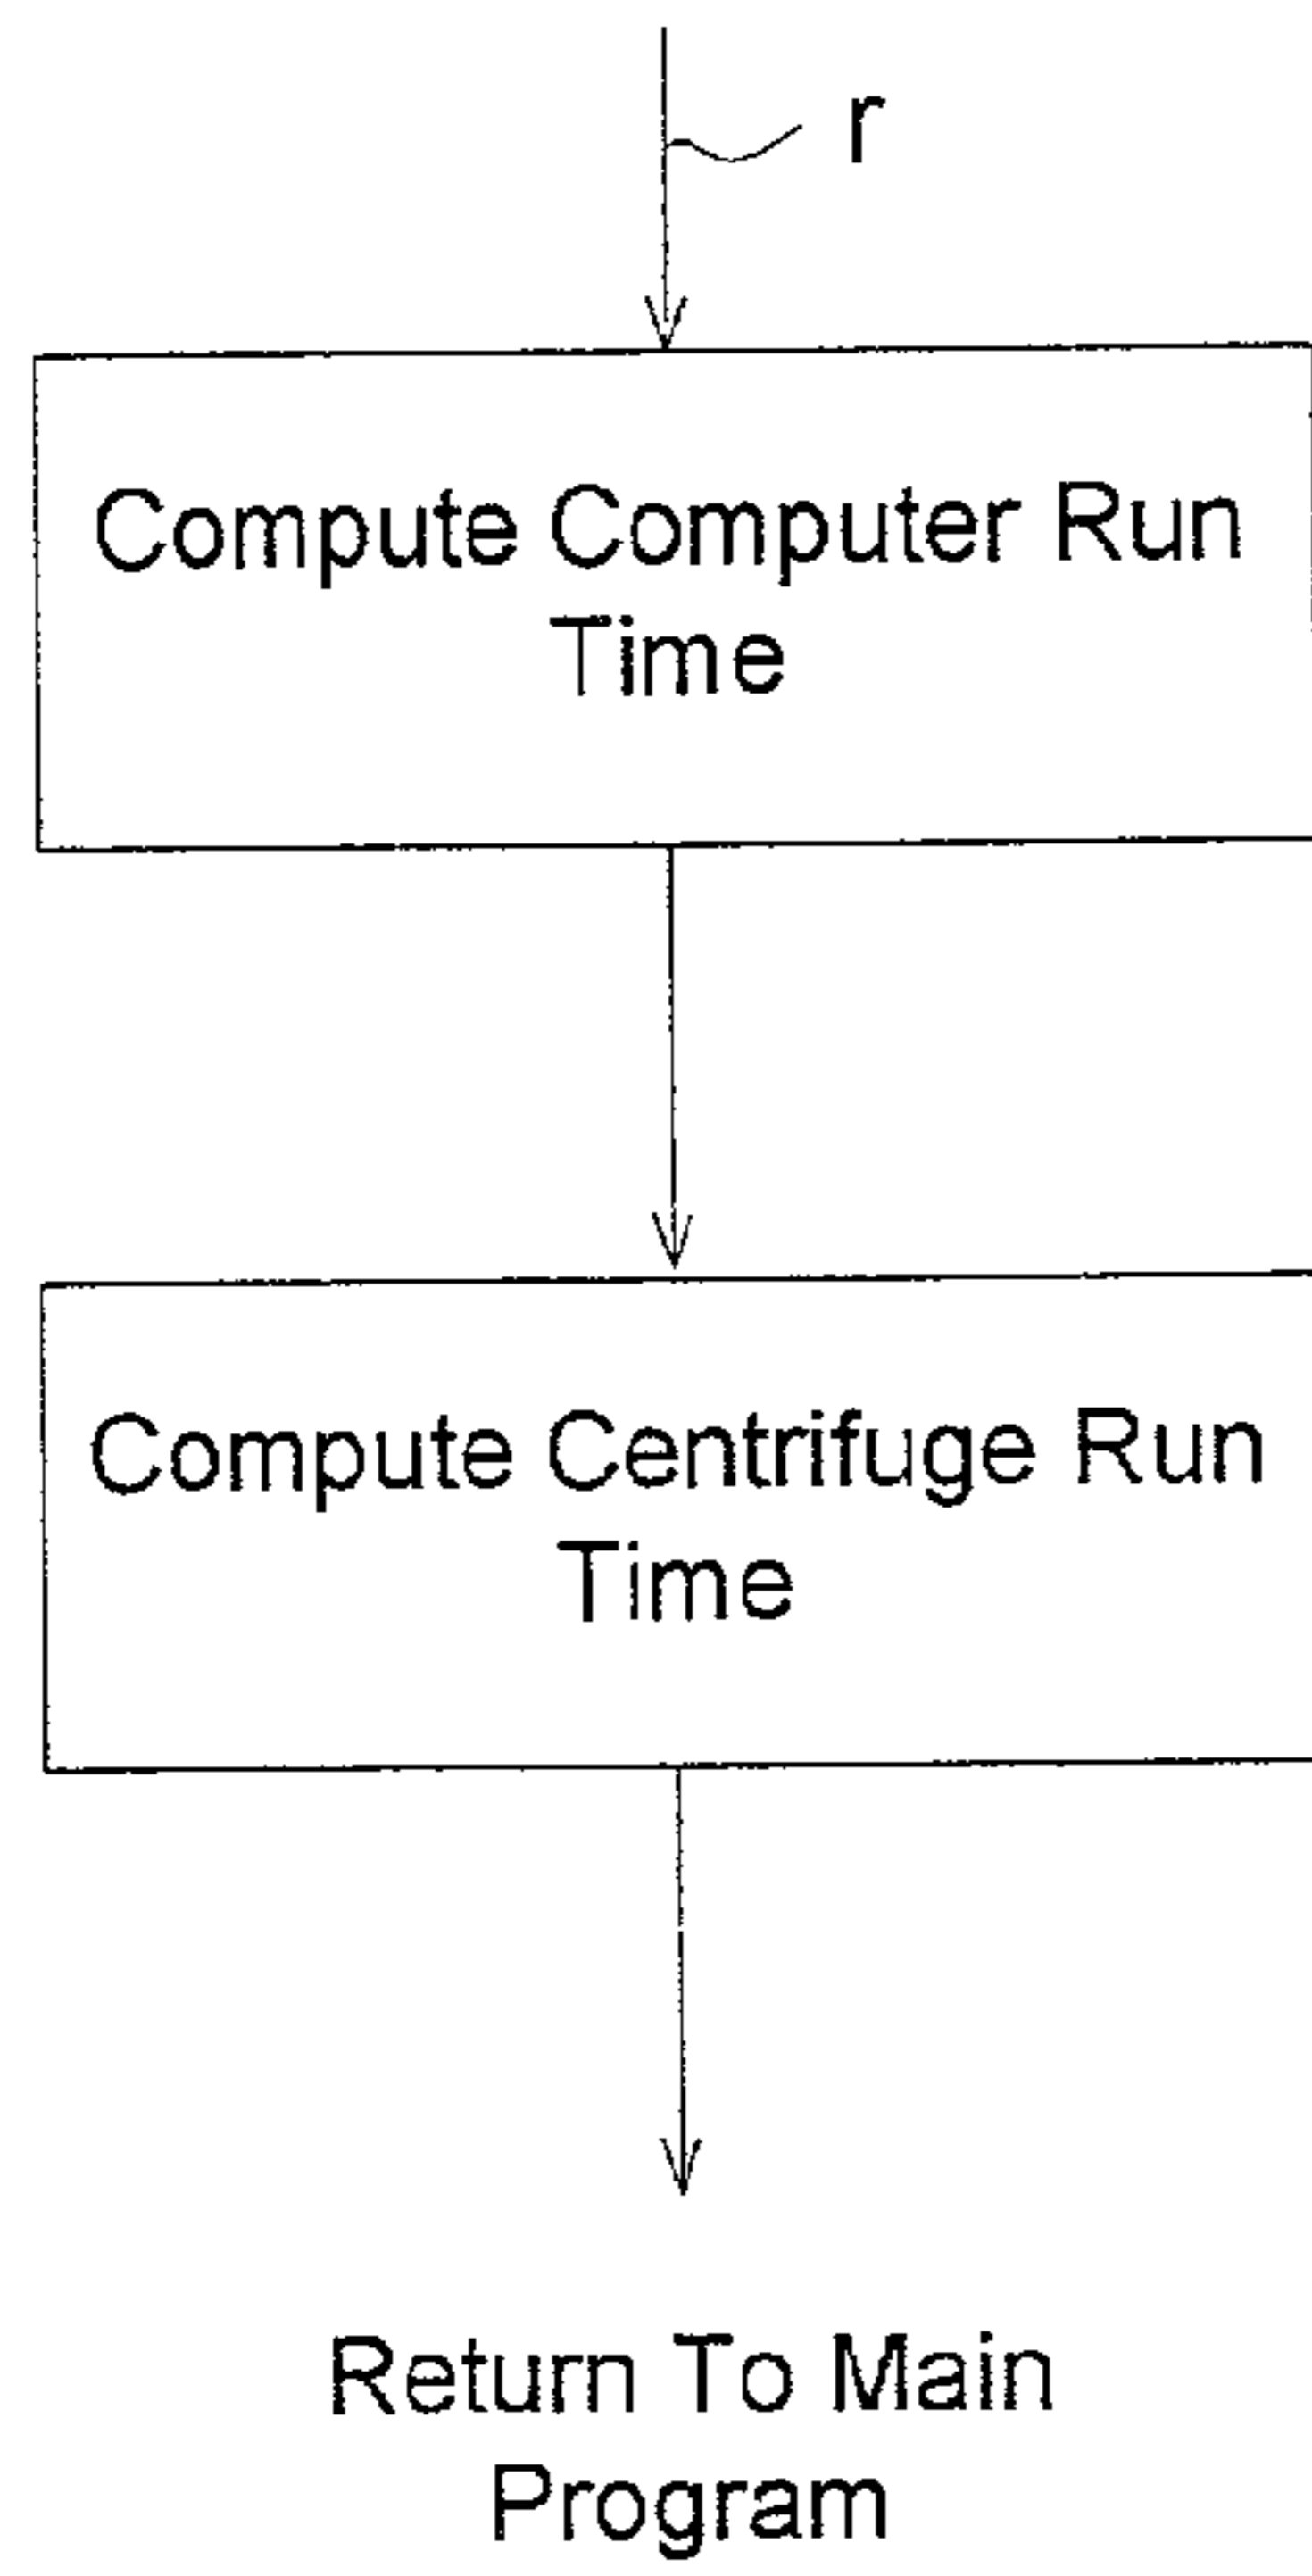 r
Compute Computer Run
Time
Compute Centrifuge Run
Time
Return To Main
Program